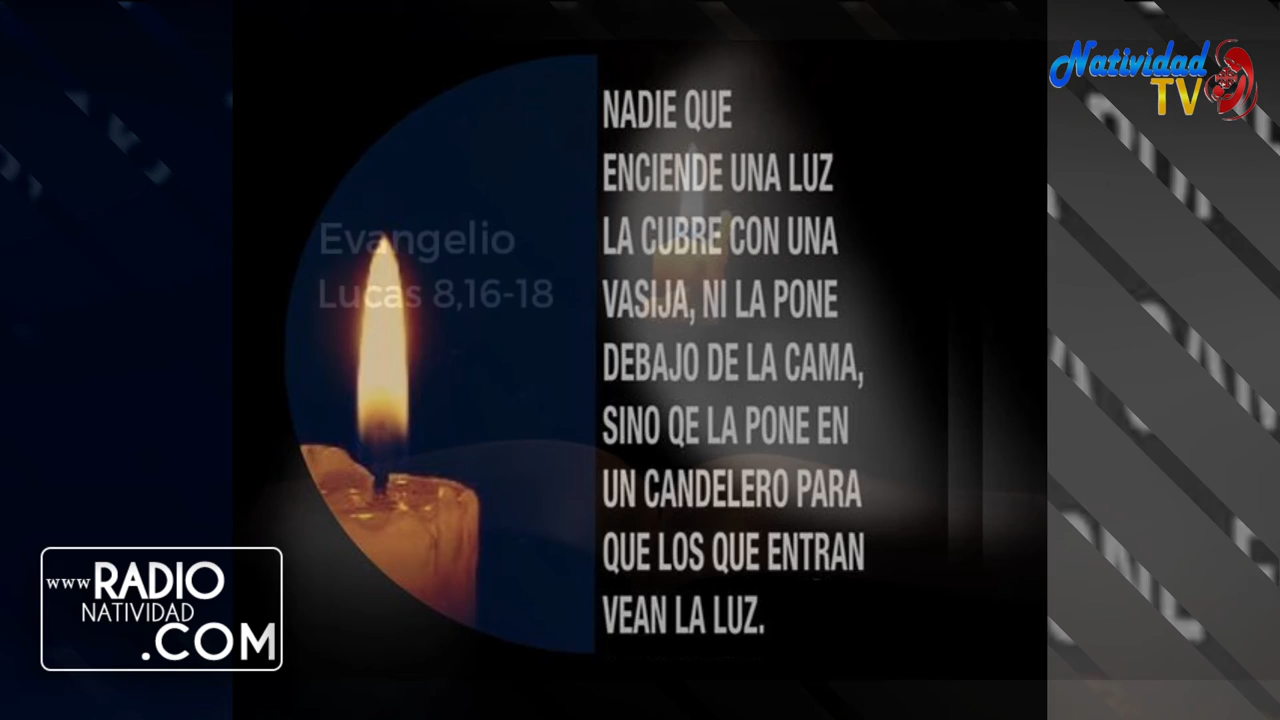 Natividad
TV
NADIE QUE
ENCIENDE UNA LUZ
LA CUBRE CON UNA
VASIJA, NI LA PONE
DEBAJO DE LA CAMA,
SINO QE LA PONE EN
UN CANDELERO PARA
QUE LOS QUE ENTRAN
VEAN LA LUZ.
Evangelio
Lucas 8,16-18
www RADIO
NATIVIDAD
.COM